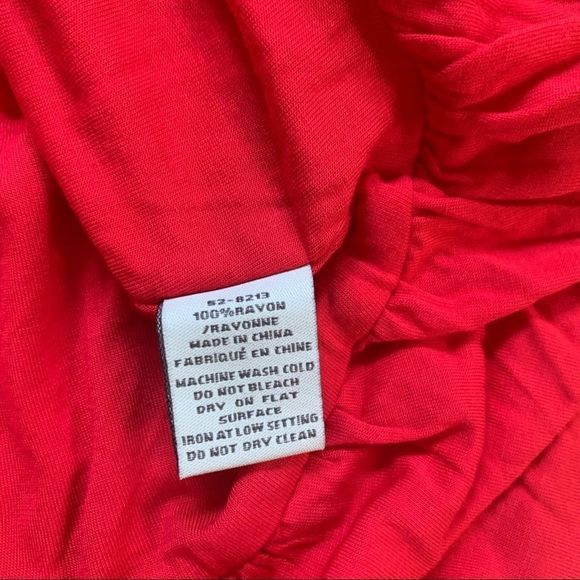 52-8213
100%RAYON
/RAYONNE
MADE IN CHINA
FABRIQUÉ EN CHINE
MACHINE WASH COLD
DO NOT BLEACH
DRY ON FLAT
SURFACE
IRON AT LOW SETTING
DO NOT DRY CLEAN